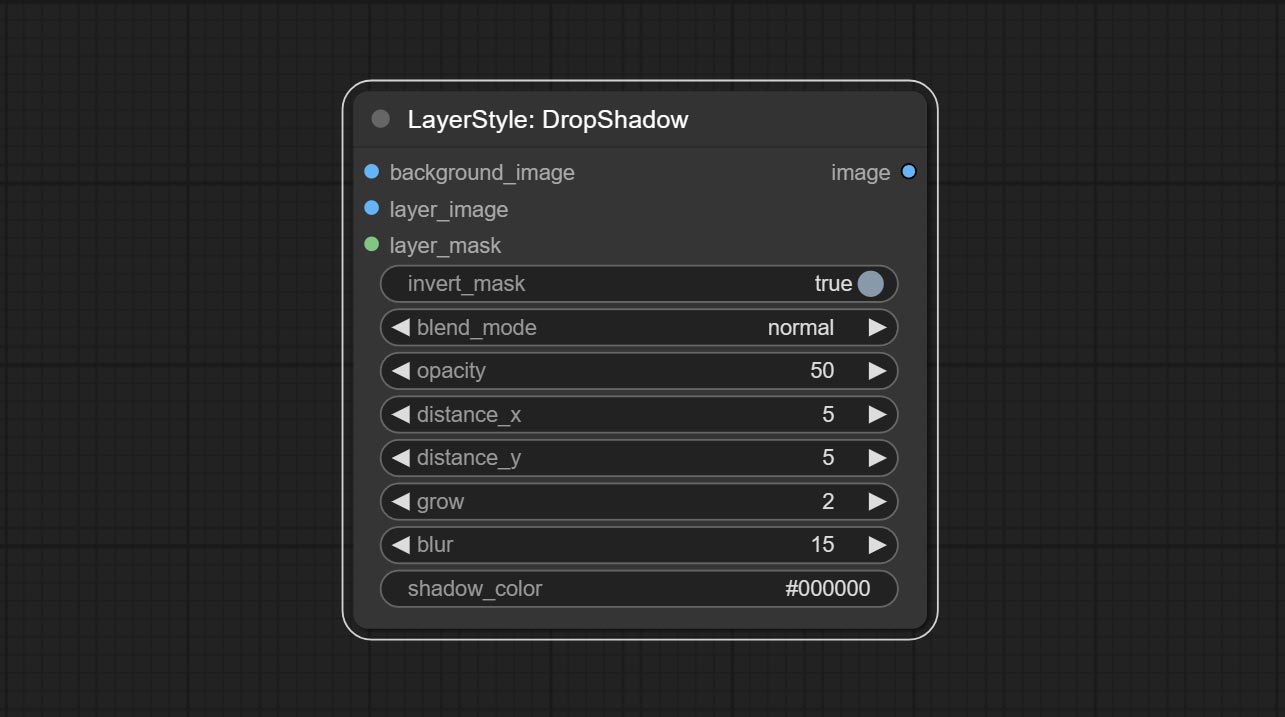 LayerStyle: DropShadow
background_image image
layer_image
layer_mask
invert_mask true
blend_mode normal
opacity 50
distance_x 5
distance_y 5
grow 2
blur 15
shadow_color #000000